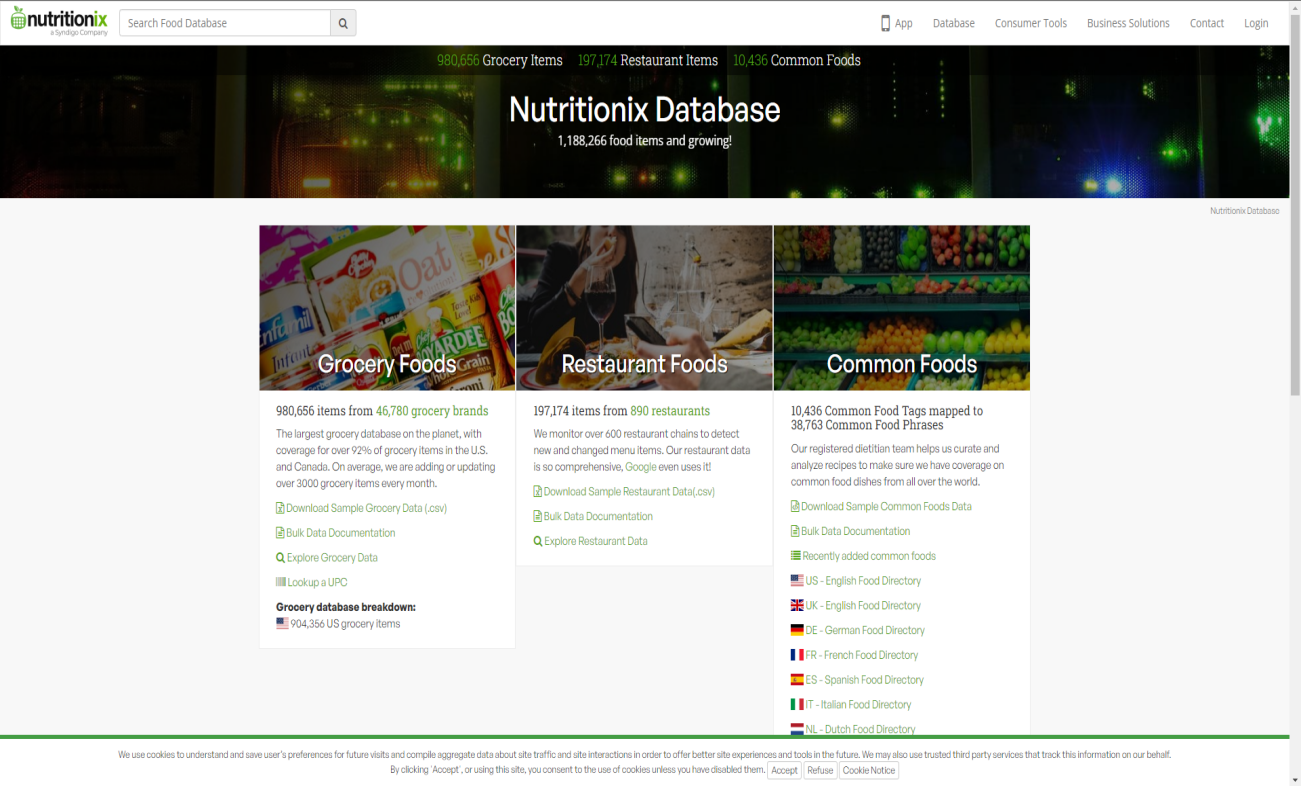 nutritionix
a Syndigo Company
Search Food Database
App Database Consumer Tools Business Solutions Contact Login
980,656 Grocery Items 197,174 Restaurant Items 10,436 Common Foods
Nutritionix Database
1,188,266 food items and growing!
Nutritionix Database
Oat
Taste Kids Love!
enfamil
Infant
Del
BOYARDEE
Whole Grain
Grocery Foods
980,656 items from 46,780 grocery brands
The largest grocery database on the planet, with
coverage for over 92% of grocery items in the U.S.
and Canada. On average, we are adding or updating
over 3000 grocery items every month.
Download Sample Grocery Data (.csv)
Bulk Data Documentation
Explore Grocery Data
Lookup a UPC
Grocery database breakdown:
904,356 US grocery items
Restaurant Foods
197,174 items from 890 restaurants
We monitor over 600 restaurant chains to detect
new and changed menu items. Our restaurant data
is so comprehensive, Google even uses it!
Download Sample Restaurant Data(.csv)
Bulk Data Documentation
Explore Restaurant Data
Common Foods
10,436 Common Food Tags mapped to
38,763 Common Food Phrases
Our registered dietitian team helps us curate and
analyze recipes to make sure we have coverage on
common food dishes from all over the world.
Download Sample Common Foods Data
Bulk Data Documentation
Recently added common foods
US - English Food Directory
UK - English Food Directory
DE - German Food Directory
FR - French Food Directory
ES - Spanish Food Directory
IT - Italian Food Directory
NL - Dutch Food Directory
We use cookies to understand and save user's preferences for future visits and compile aggregate data about site traffic and site interactions in order to offer better site experiences and tools in the future. We may also use trusted third party services that track this information on our behalf.
By clicking `Accept`, or using this site, you consent to the use of cookies unless you have disabled them. Accept Refuse Cookie Notice